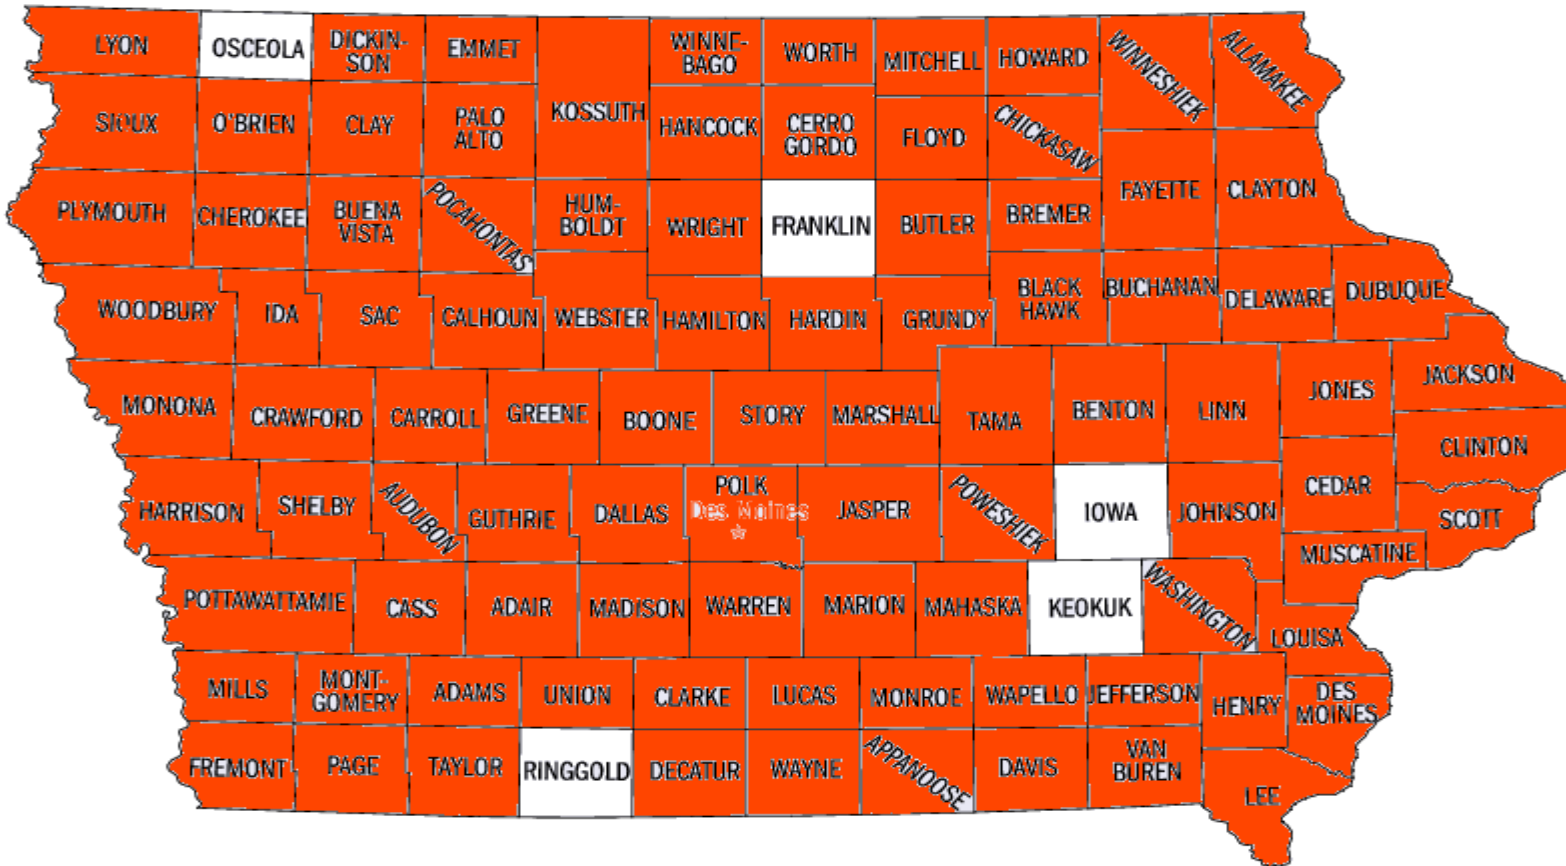 LYON
OSCEOLA
DICKIN-
SON
EMMET
KOSSUTH
WINNE-
BAGO
WORTH
MITCHELL
HOWARD
WINNESHIEK
ALLAMAKEE
SIOUX
O'BRIEN
CLAY
PALO
ALTO
HANCOCK
CERRO
GORDO
FLOYD
CHICKASAW
FAYETTE
CLAYTON
PLYMOUTH
CHEROKEE
BUENA
VISTA
POCAHONTAS
HUM-
BOLDT
WRIGHT
FRANKLIN
BUTLER
BREMER
WOODBURY
IDA
SAC
CALHOUN
WEBSTER
HAMILTON
HARDIN
GRUNDY
BLACK
HAWK
BUCHANAN
DELAWARE
DUBUQUE
MONONA
CRAWFORD
CARROLL
GREENE
BOONE
STORY
MARSHALL
TAMA
BENTON
LINN
JONES
JACKSON
CLINTON
HARRISON
SHELBY
AUDUBON
GUTHRIE
DALLAS
POLK
Des Moines
JASPER
POWESHIEK
IOWA
JOHNSON
CEDAR
SCOTT
MUSCATINE
POTTAWATTAMIE
CASS
ADAIR
MADISON
WARREN
MARION
MAHASKA
KEOKUK
WASHINGTON
LOUISA
MILLS
MONT-
GOMERY
ADAMS
UNION
CLARKE
LUCAS
MONROE
WAPELLO
JEFFERSON
HENRY
DES
MOINES
FREMONT
PAGE
TAYLOR
RINGGOLD
DECATUR
WAYNE
APPANOOSE
DAVIS
VAN
BUREN
LEE